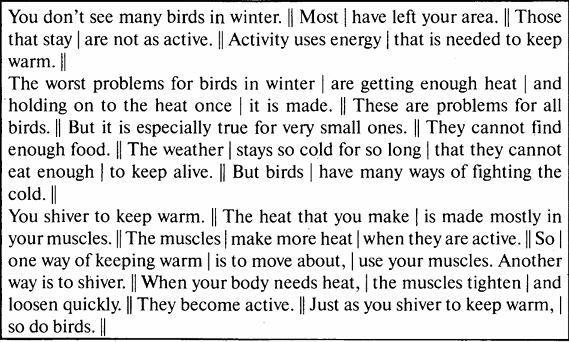 You don't see many birds in winter. || Most | have left your area. || Those
that stay | are not as active. || Activity uses energy | that is needed to keep
warm. ||
The worst problems for birds in winter | are getting enough heat | and
holding on to the heat once | it is made. || These are problems for all
birds. || But it is especially true for very small ones. || They cannot find
enough food. || The weather | stays so cold for so long | that they cannot
eat enough | to keep alive. || But birds | have many ways of fighting the
cold. ||
You shiver to keep warm. || The heat that you make | is made mostly in
your muscles. || The muscles | make more heat | when they are active. || So |
one way of keeping warm | is to move about, | use your muscles. Another
way is to shiver. || When your body needs heat, | the muscles tighten | and
loosen quickly. || They become active. || Just as you shiver to keep warm, |
so do birds. ||